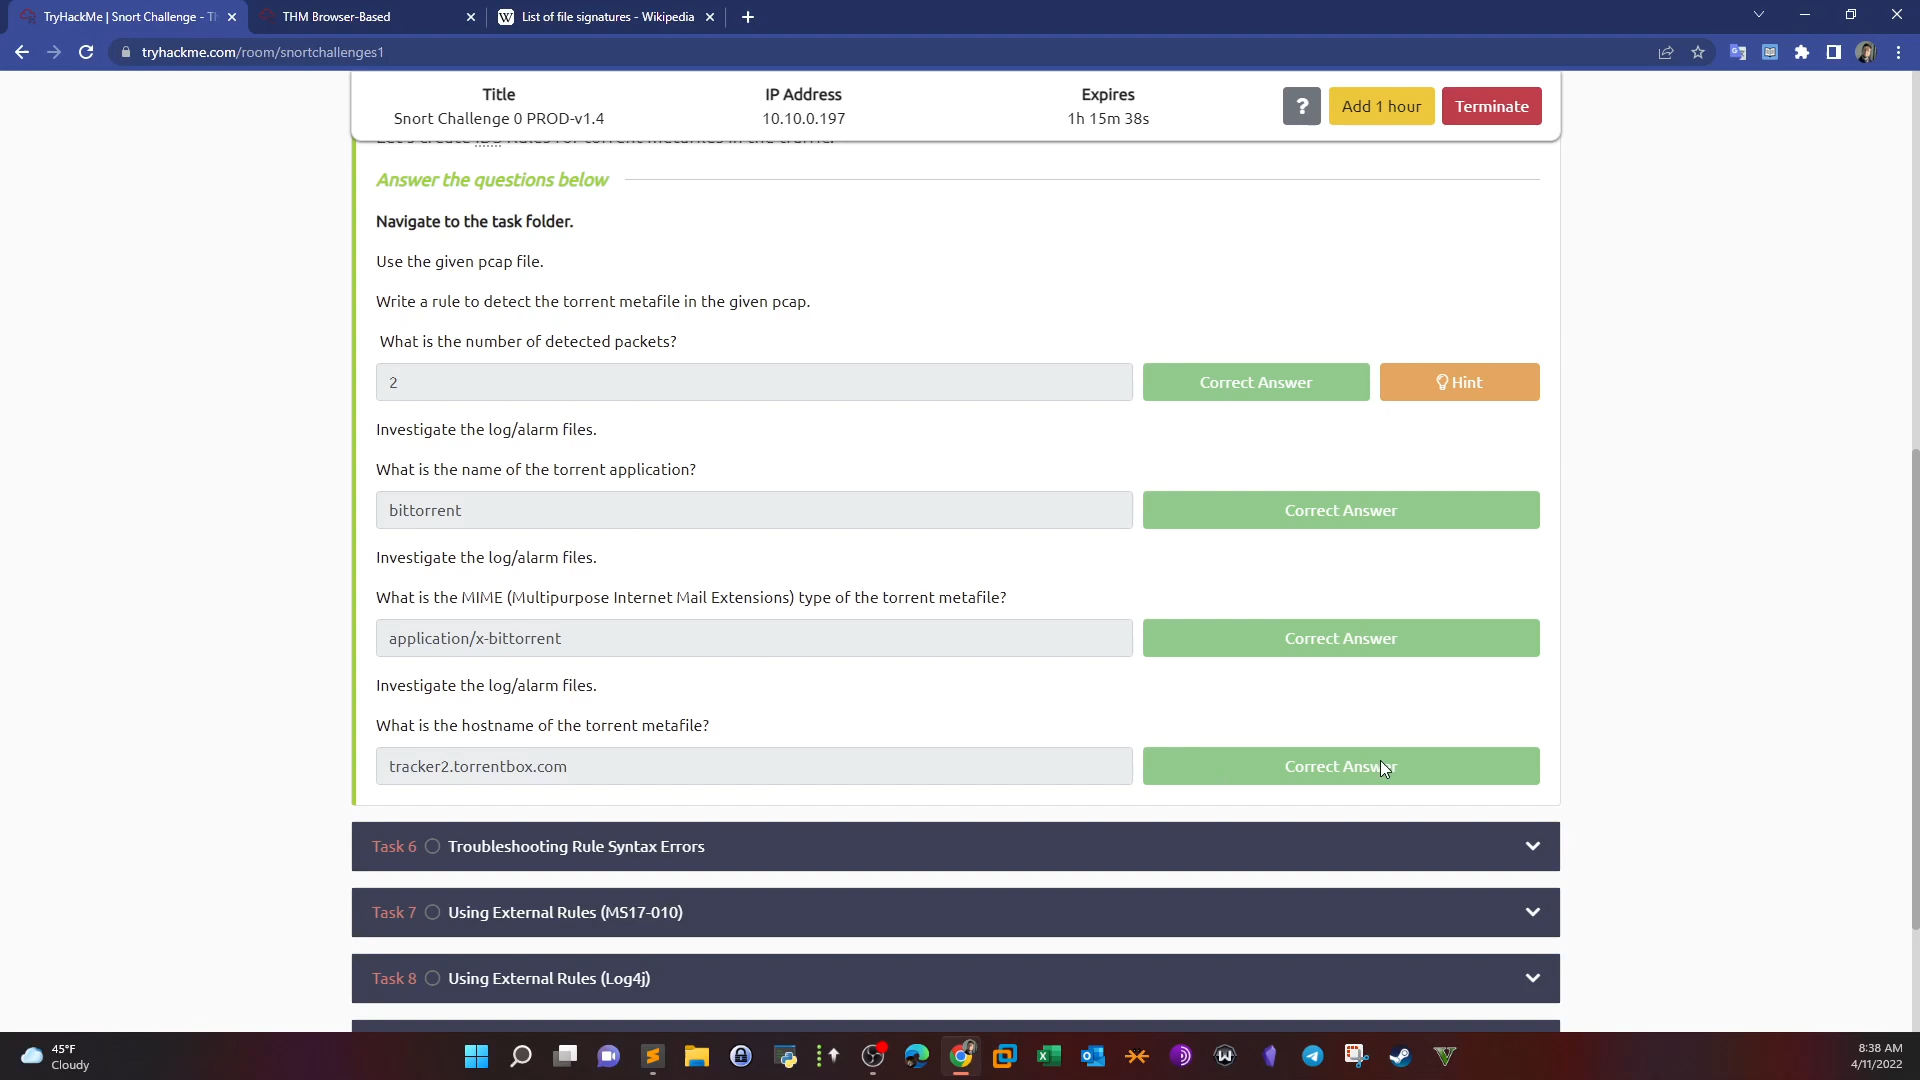 TryHackMe | Snort Challenge - Th
THM Browser-Based
W
List of file signatures - Wikipedia
tryhackme.com/room/snortchallenges1
Title
IP Address
Expires
Snort Challenge 0 PROD-v1.4
10.10.0.197
1h 15m 38s
?
Add 1 hour
Terminate
Answer the questions below
Navigate to the task folder.
Use the given pcap file.
Write a rule to detect the torrent metafile in the given pcap.
What is the number of detected packets?
2
Correct Answer
Hint
Investigate the log/alarm files.
What is the name of the torrent application?
bittorrent
Correct Answer
Investigate the log/alarm files.
What is the MIME (Multipurpose Internet Mail Extensions) type of the torrent metafile?
application/x-bittorrent
Correct Answer
Investigate the log/alarm files.
What is the hostname of the torrent metafile?
tracker2.torrentbox.com
Correct Answer
Task 6 Troubleshooting Rule Syntax Errors
Task 7 Using External Rules (MS17-010)
Task 8 Using External Rules (Log4j)
45°F
Cloudy
8:38 AM
4/11/2022